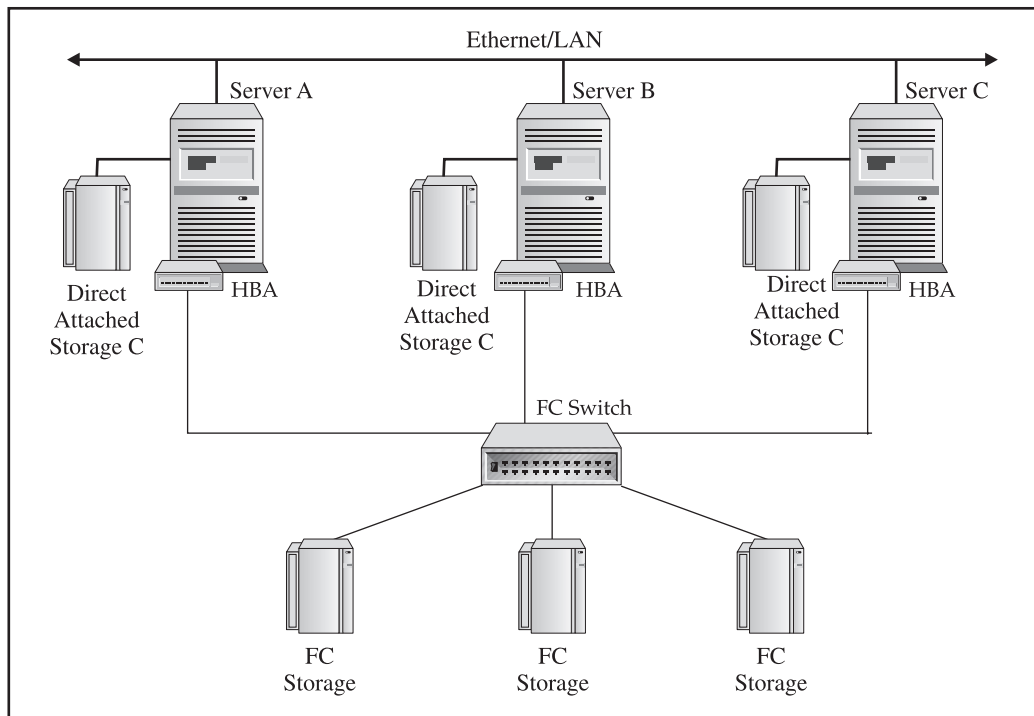 Ethernet/LAN
Server A
Server B
Server C
Direct
Attached
Storage C
HBA
Direct
Attached
Storage C
HBA
Direct
Attached
Storage C
HBA
FC Switch
FC
Storage
FC
Storage
FC
Storage